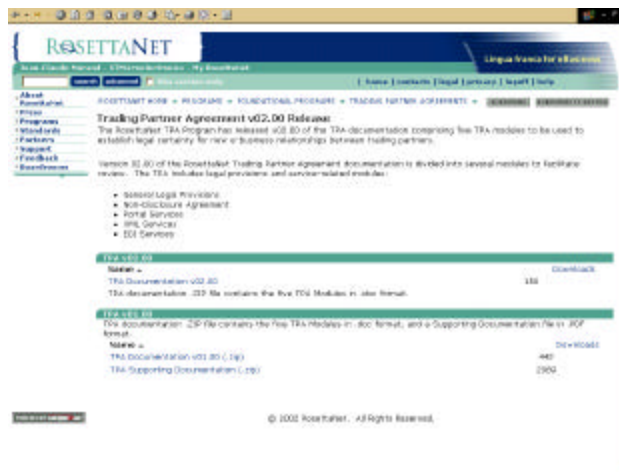 ROSETTANET
Lingua franca for eBusiness
search advanced
| home | contacts | legal | privacy | logoff | help
About RosettaNet
Press
Programs
Standards
Partners
Support
Feedback
Boardrooms
ROSETTANET HOME PROGRAMS FOUNDATIONAL PROGRAMS TRADING PARTNER AGREEMENTS
Trading Partner Agreement v02.00 Release
The RosettaNet TPA Program has released v02.00 of the TPA documentation comprising five TPA modules to be used to
establish legal certainty for new e-business relationships between trading partners.
Version 02.00 of the RosettaNet Trading Partner Agreement documentation is divided into several modules to facilitate
review. The TPA includes legal provisions and service-related modules:
General Legal Provisions
Non-Disclosure Agreement
Portal Services
XML Services
EDI Services
TPA v02.00
Name Downloads
TPA Documentation v02.00
TPA documentation .ZIP file contains the five TPA Modules in .doc format.
TPA v01.00
TPA documentation .ZIP file contains the five TPA Modules in .doc format, and a Supporting Documentation file in .PDF
format.
Name Downloads
TPA Documentation v01.00 (.zip)
TPA Supporting Documentation (.zip)
© 2002 RosettaNet. All Rights Reserved.